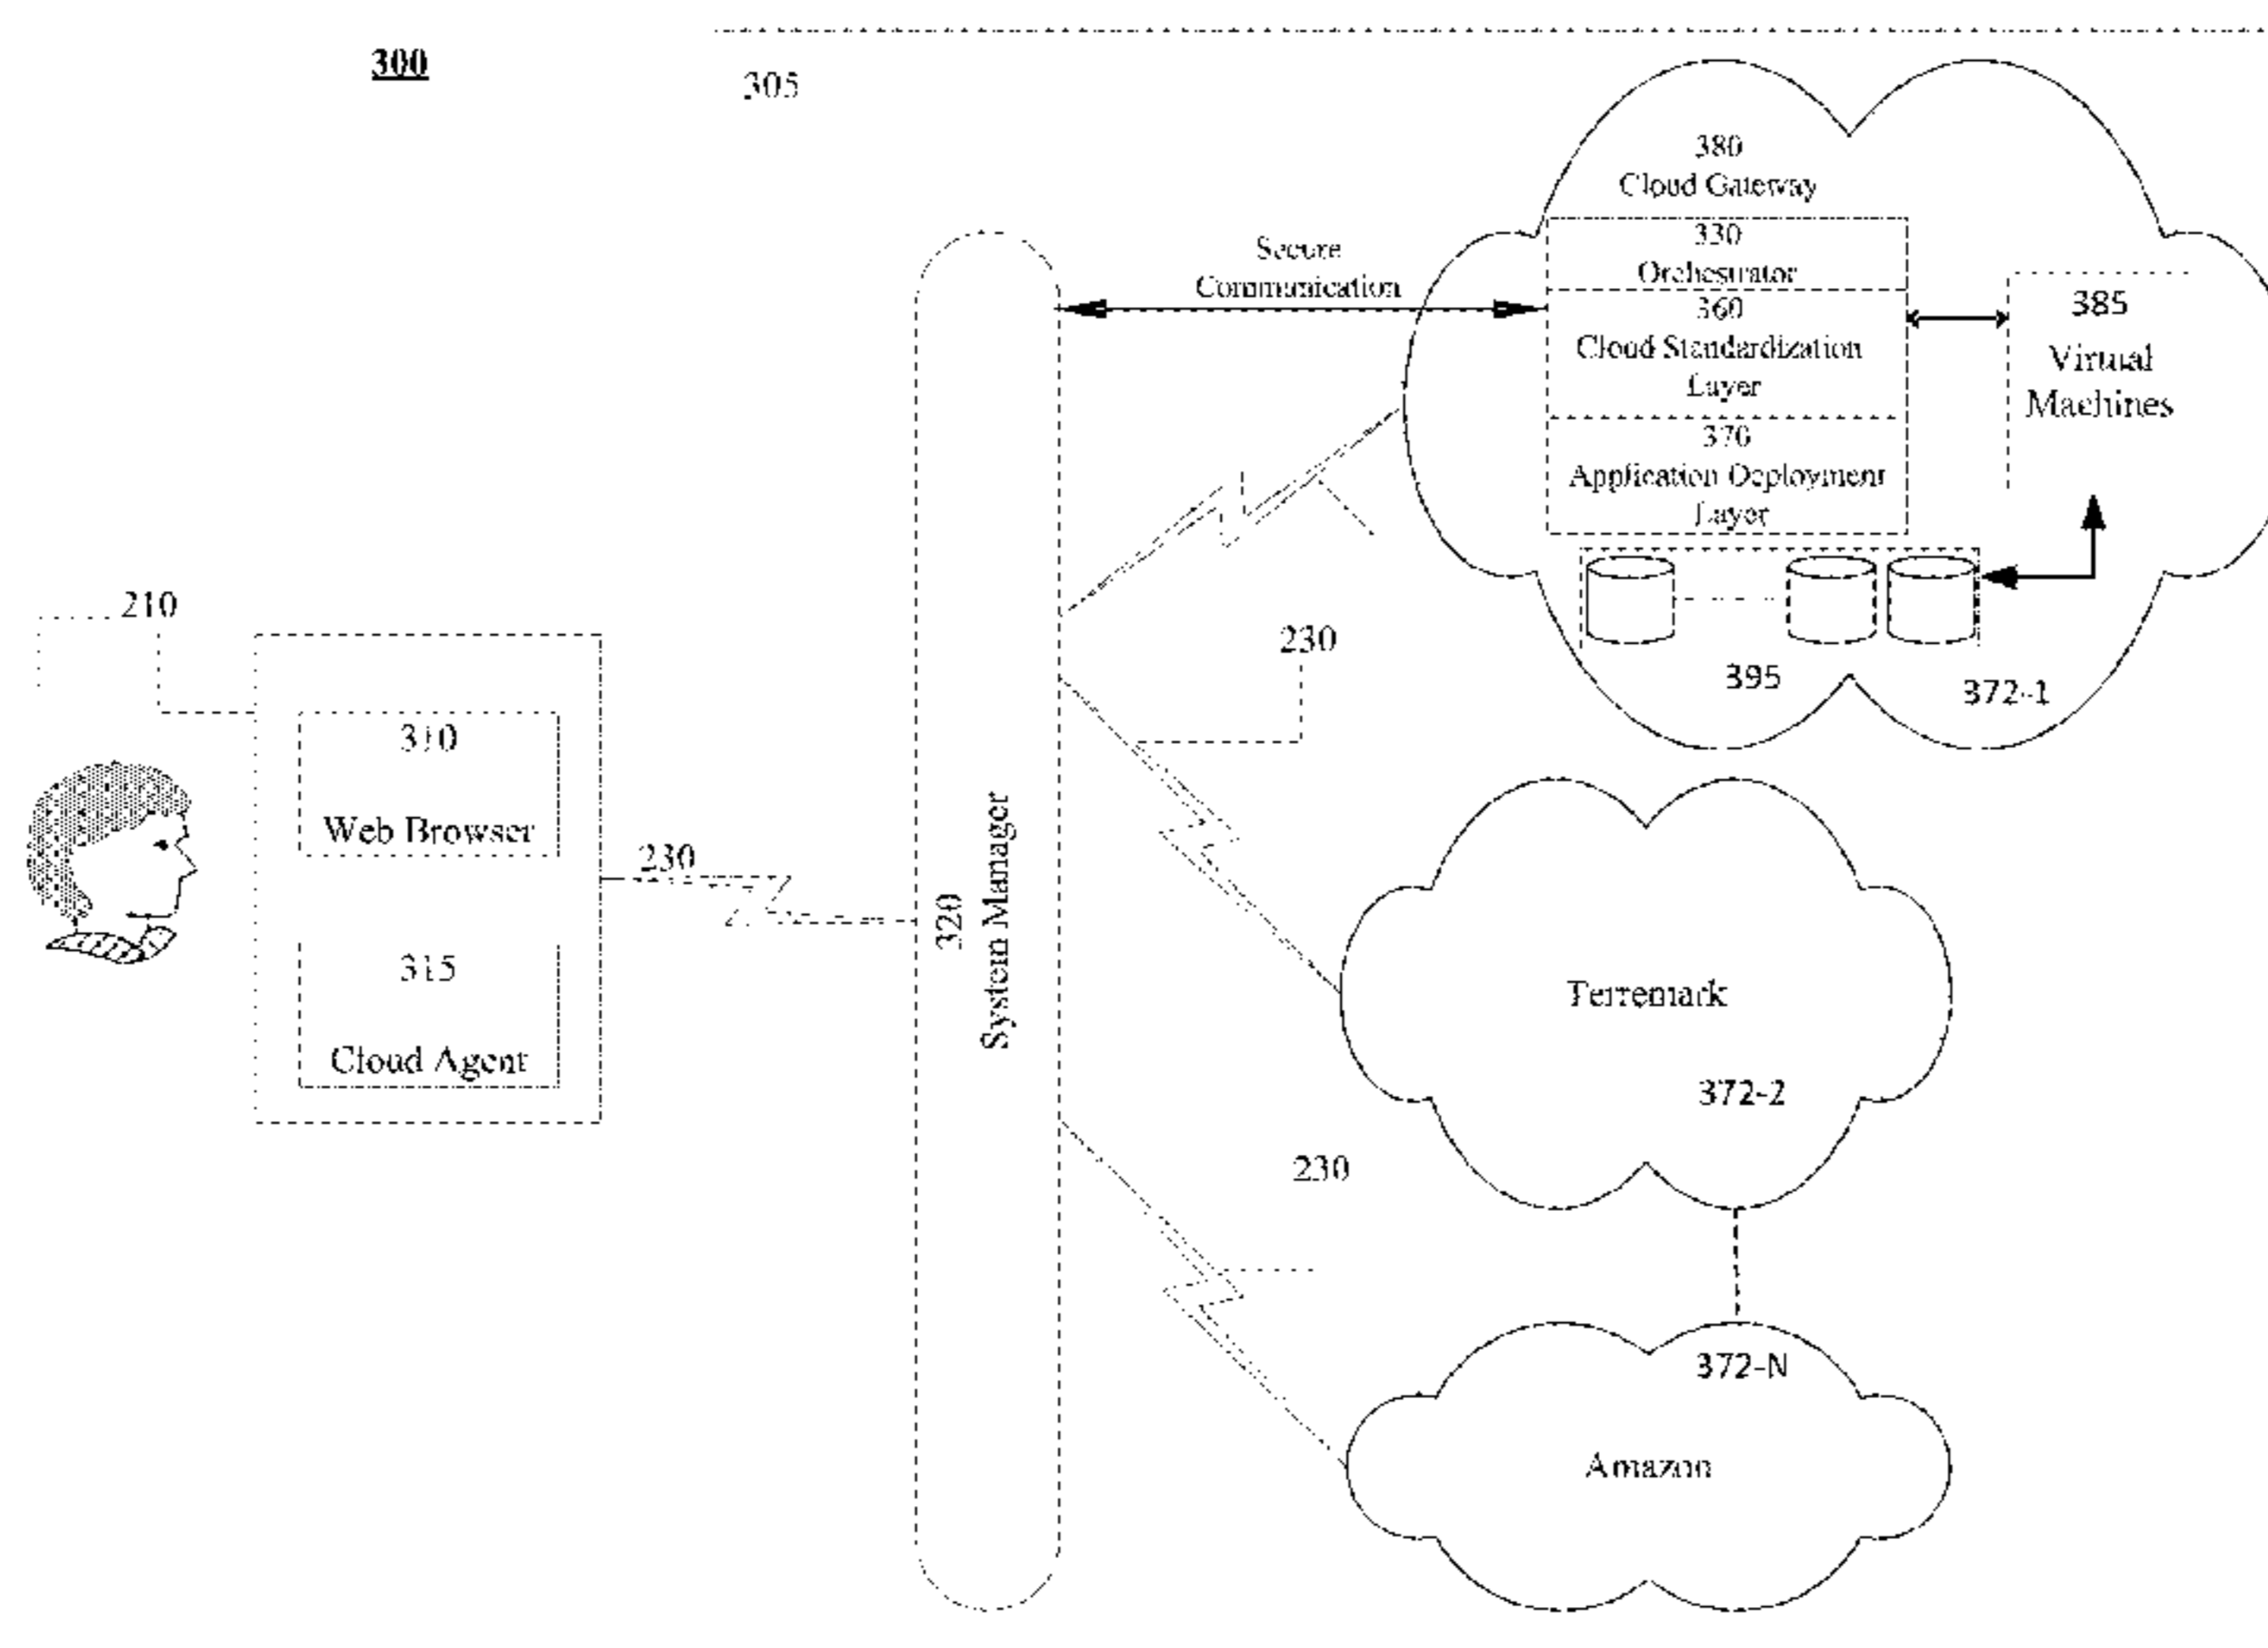 300
305
380
Cloud Gateway
330
Orchestrator
Secure
Communication
360
Cloud Standardization
Layer
385
Virtual
Machines
370
Application Deployment
Layer
395
372-1
210
230
310
Web Browser
230
315
Cloud Agent
320
System Manager
Terremark
372-2
230
372-N
Amazon